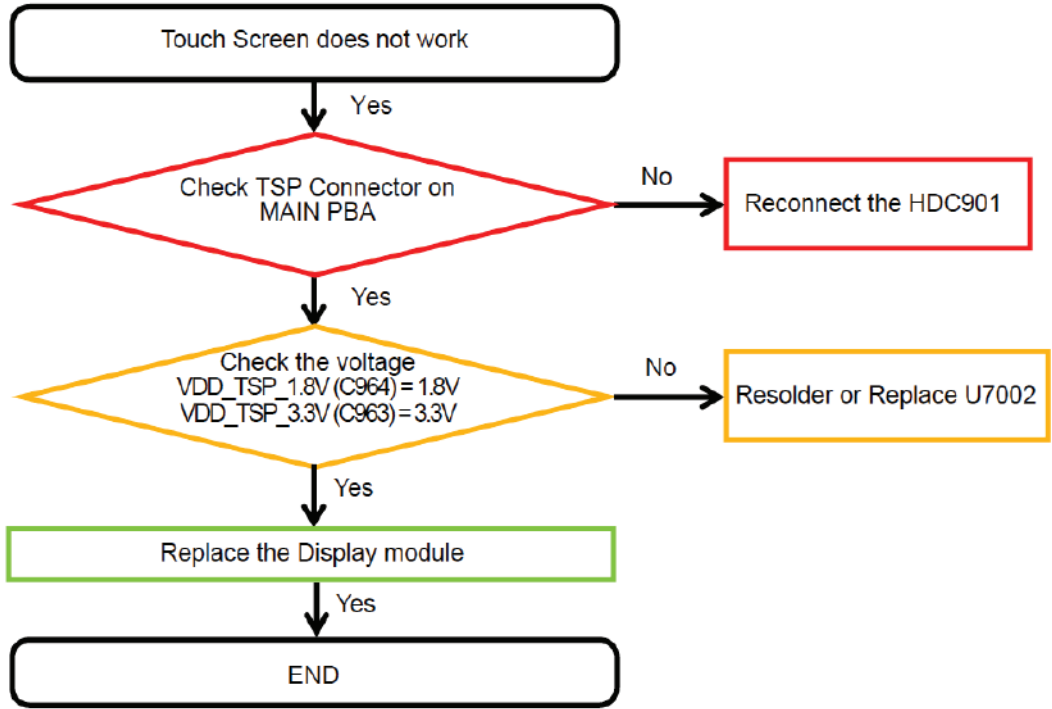 Touch Screen does not work
Yes
Check TSP Connector on
MAIN PBA
No
Reconnect the HDC901
Yes
Check the voltage
VDD_TSP_1.8V (C964) = 1.8V
VDD_TSP_3.3V (C963) = 3.3V
No
Resolder or Replace U7002
Yes
Replace the Display module
Yes
END